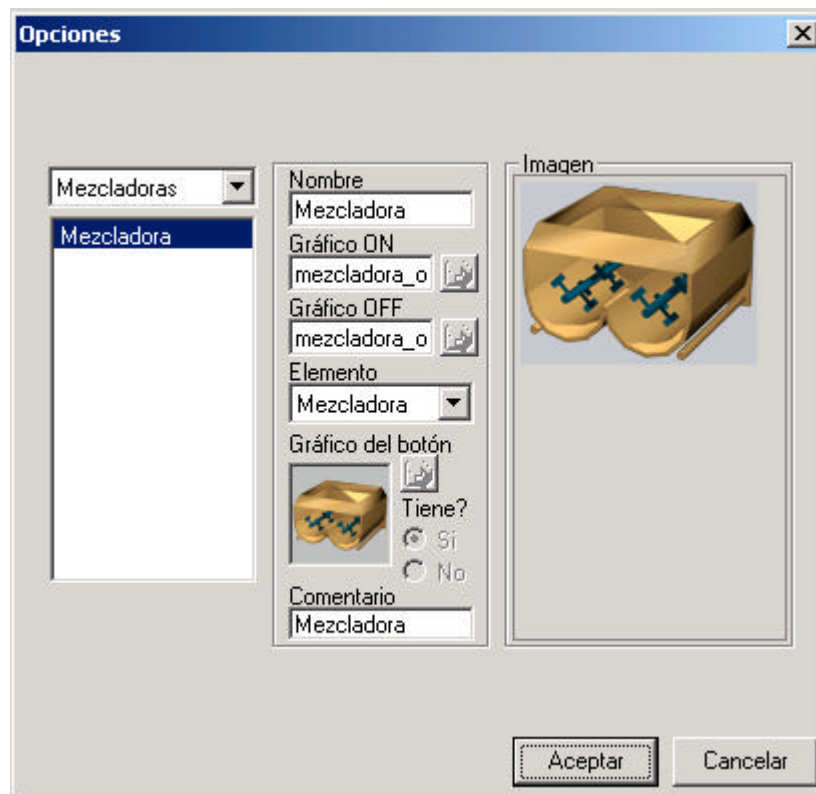 Opciones
Mezcladoras
Mezcladora
Nombre
Mezcladora
Gráfico ON
mezcladora_o
Gráfico OFF
mezcladora_o
Elemento
Mezcladora
Gráfico del botón
Tiene?
Si
No
Comentario
Mezcladora
Imagen
Aceptar
Cancelar